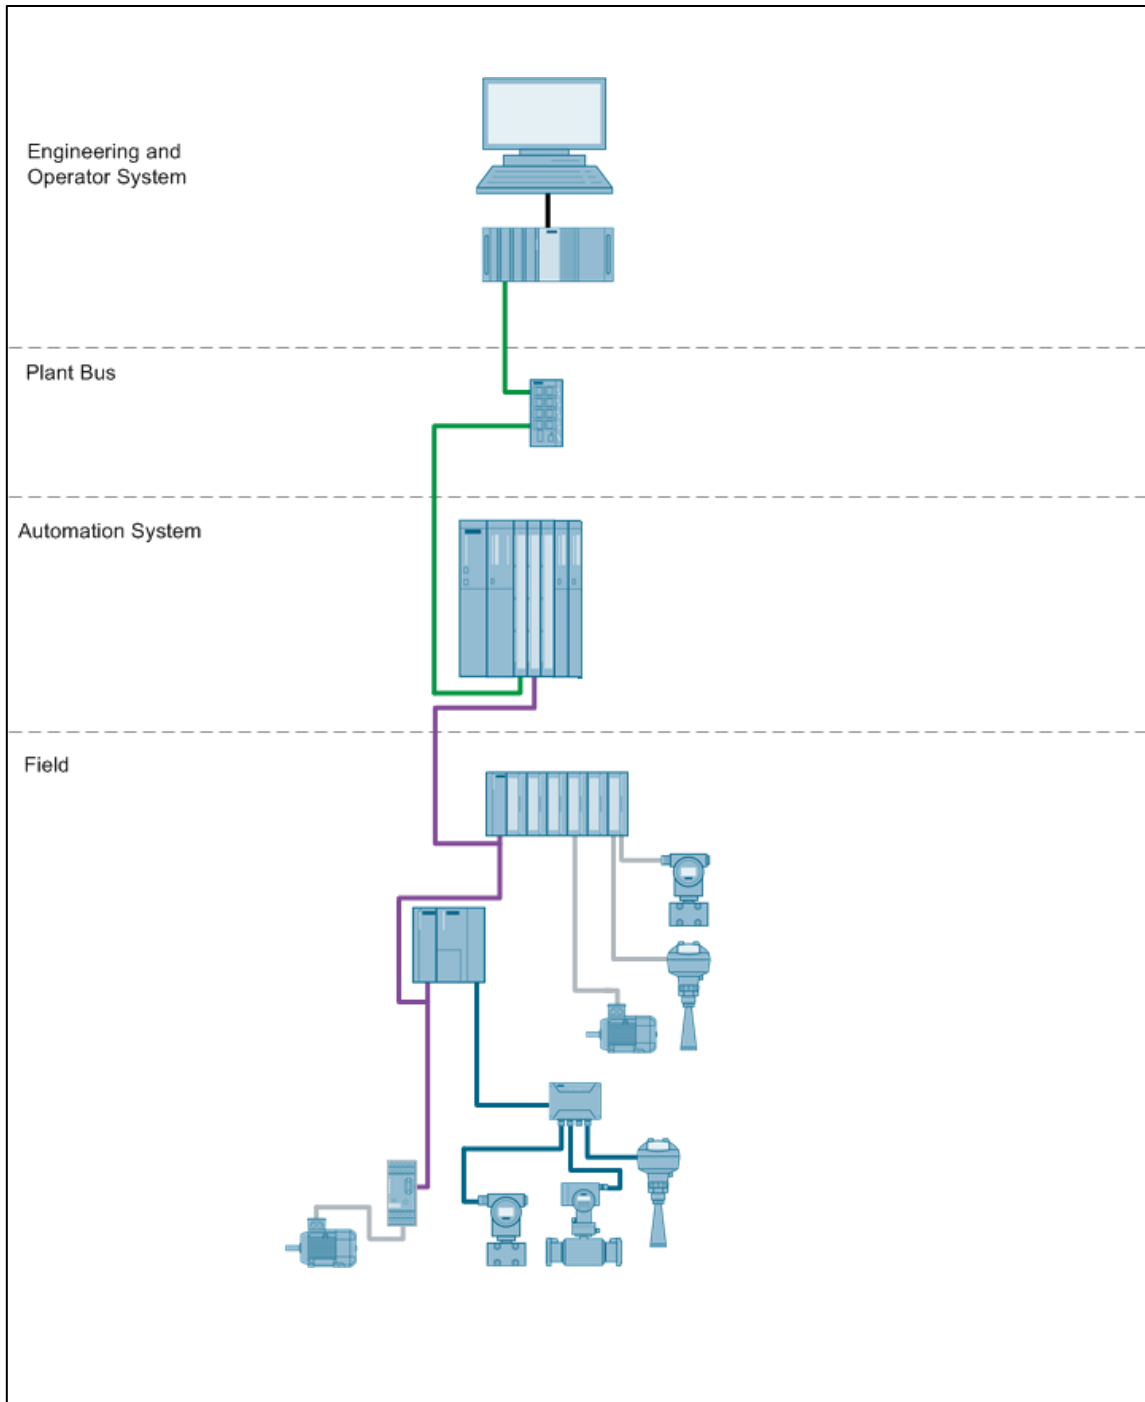 Engineering and
Operator System
Plant Bus
Automation System
Field